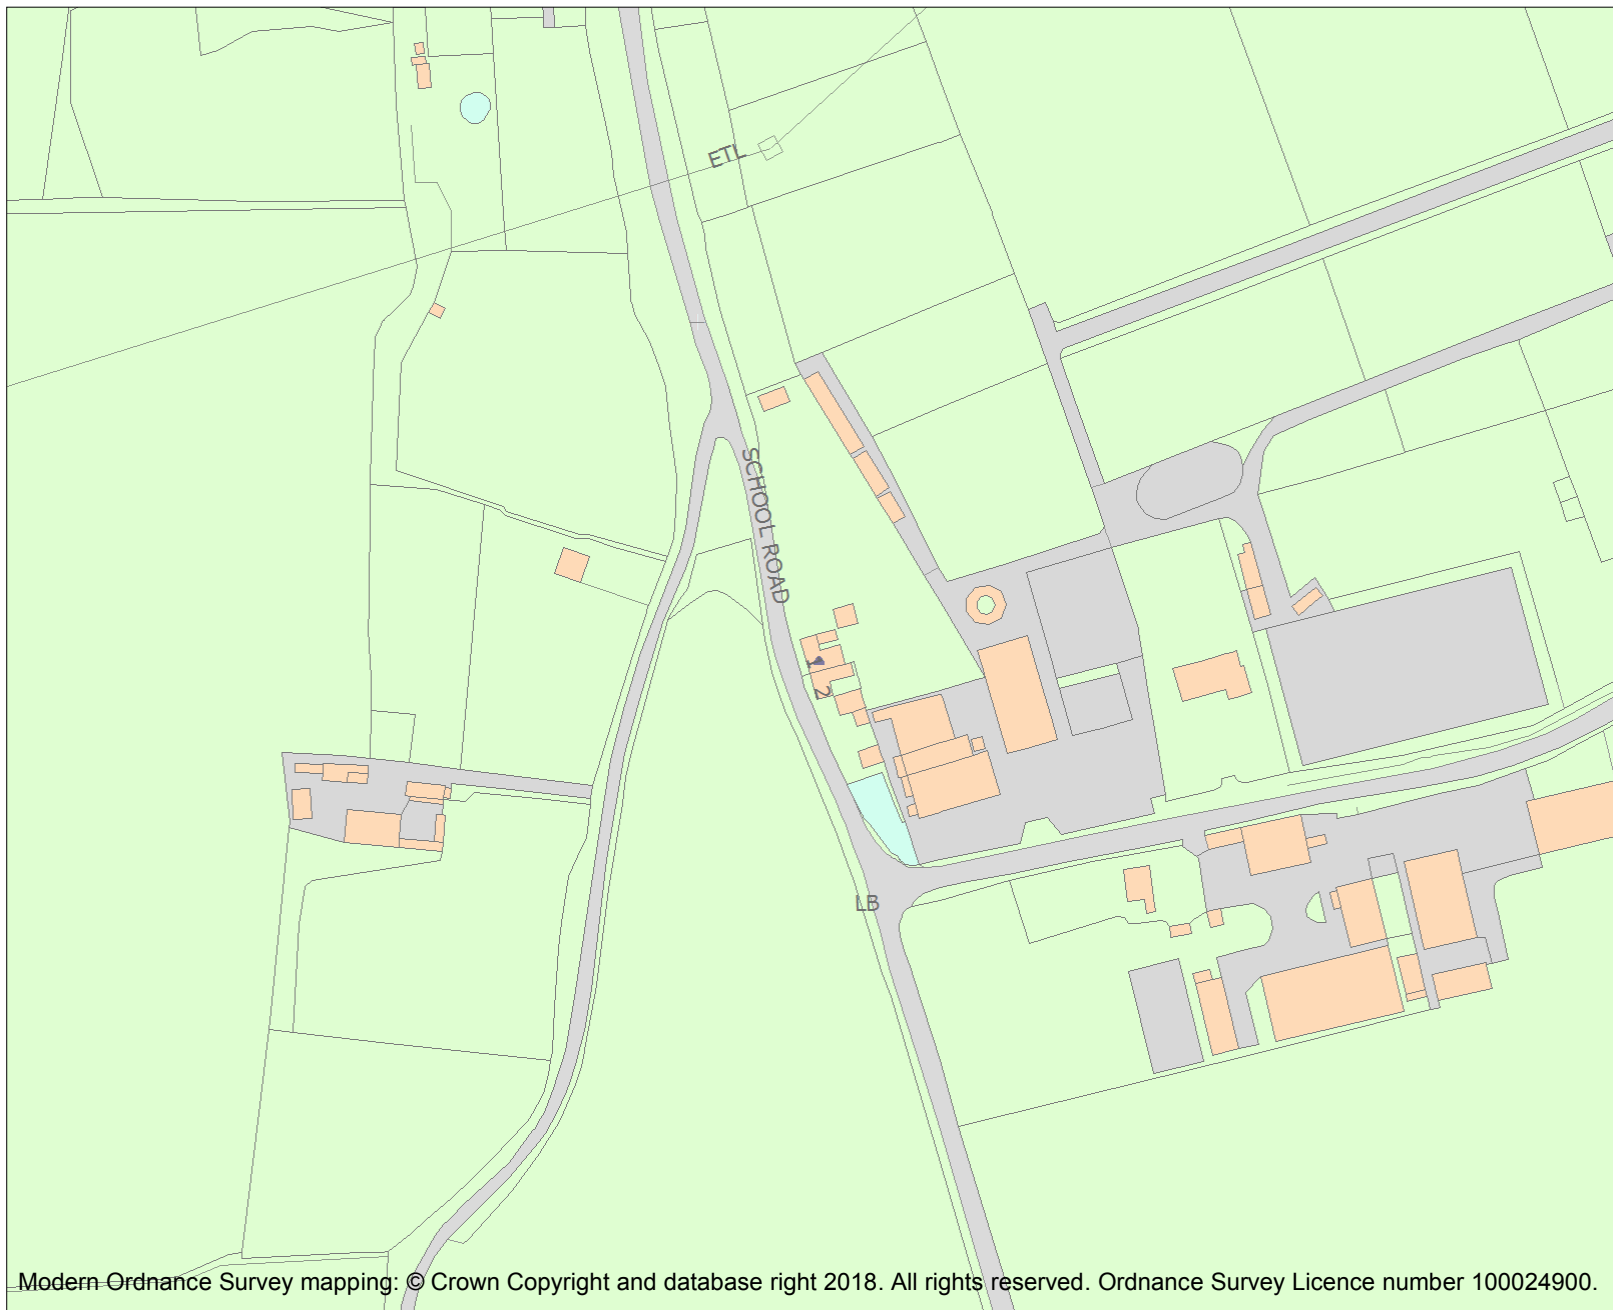 ETL
SCHOOL ROAD
1
2
LB
Modern Ordnance Survey mapping: © Crown Copyright and database right 2018. All rights reserved. Ordnance Survey Licence number 100024900.